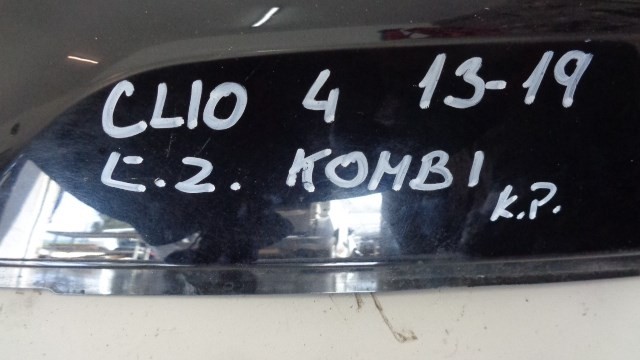 CLIO 4 13-19
L.Z. KOMBI
K.P.